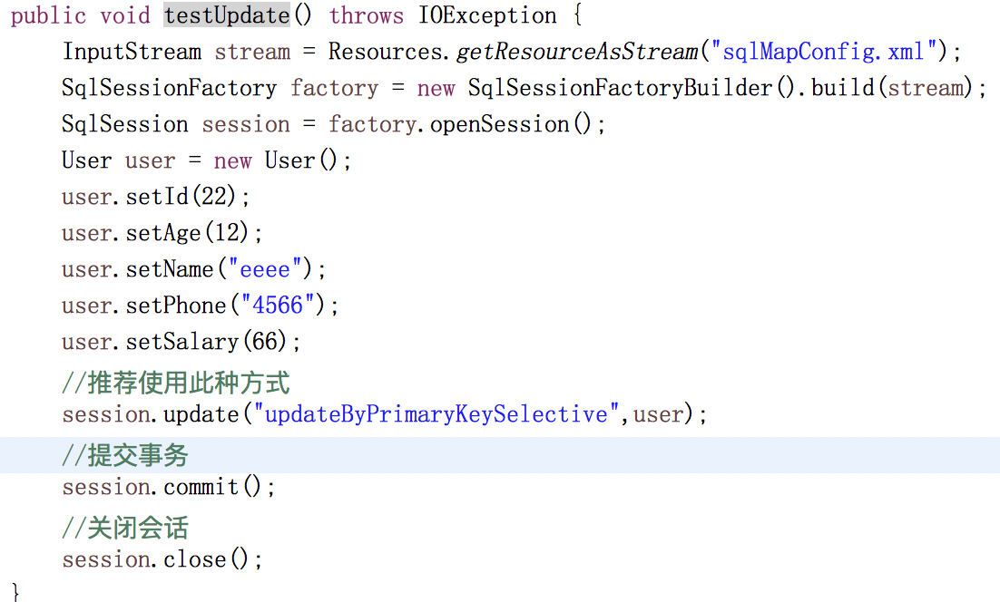 public void testUpdate() throws IOException {
InputStream stream = Resources.getResourceAsStream("sqlMapConfig.xml");
SqlSessionFactory factory = new SqlSessionFactoryBuilder().build(stream);
SqlSession session = factory.openSession();
User user = new User();
user.setId(22);
user.setAge(12);
user.setName("eeee");
user.setPhone("4566");
user.setSalary(66);
//推荐使用此种方式
session.update("updateByPrimaryKeySelective",user);
//提交事务
session.commit();
//关闭会话
session.close();
}